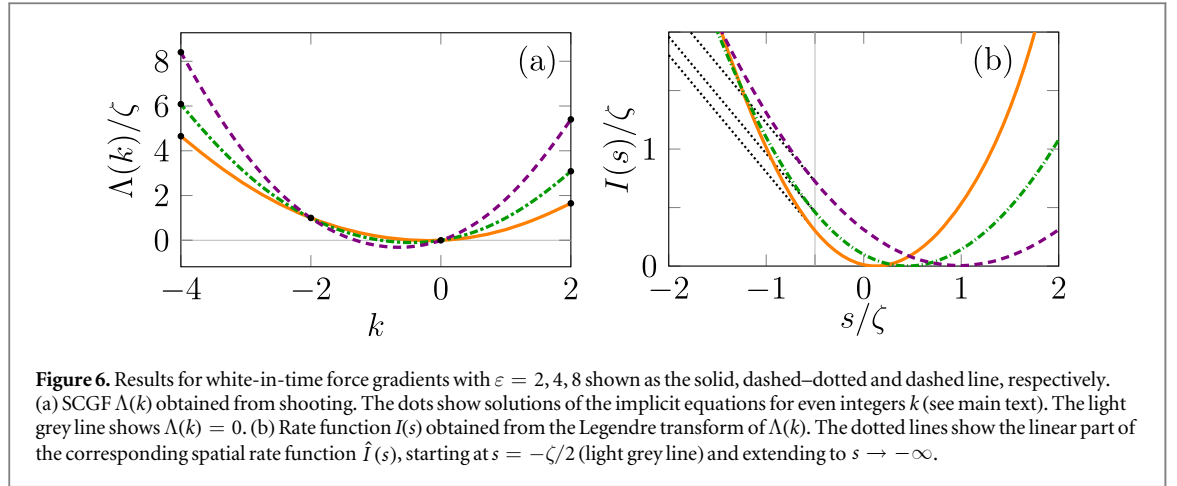 (a)
Λ(k)/ζ
8
6
4
2
0
−4
−2
0
2
k
(b)
I(s)/ζ
1
0
−2
−1
0
1
2
s/ζ
Figure 6. Results for white-in-time force gradients with ε = 2, 4, 8 shown as the solid, dashed–dotted and dashed line, respectively.
(a) SCGF Λ(k) obtained from shooting. The dots show solutions of the implicit equations for even integers k (see main text). The light
grey line shows Λ(k) = 0. (b) Rate function I(s) obtained from the Legendre transform of Λ(k). The dotted lines show the linear part of
the corresponding spatial rate function Î(s), starting at s = −ζ/2 (light grey line) and extending to s → −∞.